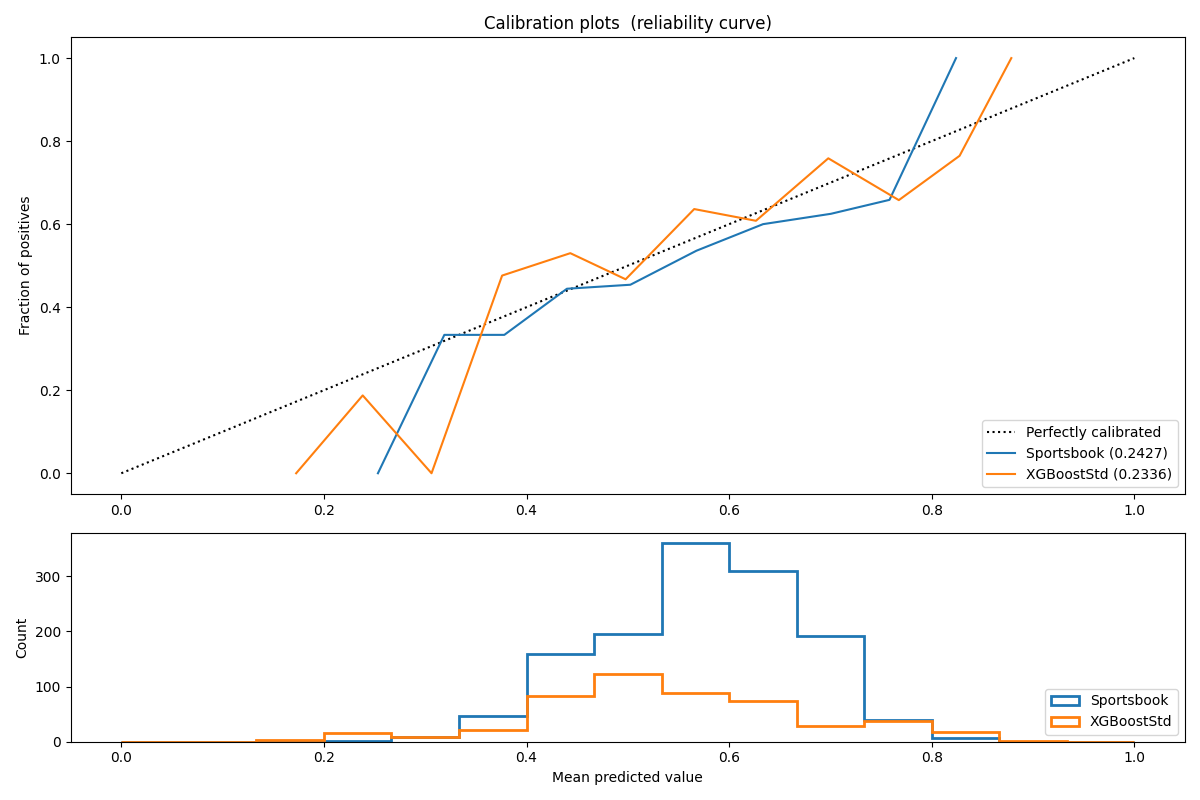 Calibration plots  (reliability curve)
1.0
0.8
0.6
0.4
0.2
0.0
Fraction of positives
Perfectly calibrated
Sportsbook (0.2427)
XGBoostStd (0.2336)
0.0 0.2 0.4 0.6 0.8 1.0
300
200
100
0
Count
Sportsbook
XGBoostStd
0.0 0.2 0.4 0.6 0.8 1.0
Mean predicted value